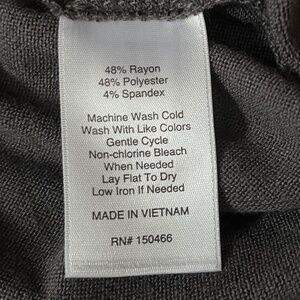 48% Rayon
48% Polyester
4% Spandex
Machine Wash Cold
Wash With Like Colors
Gentle Cycle
Non-chlorine Bleach
When Needed
Lay Flat To Dry
Low Iron If Needed
MADE IN VIETNAM
RN# 150466